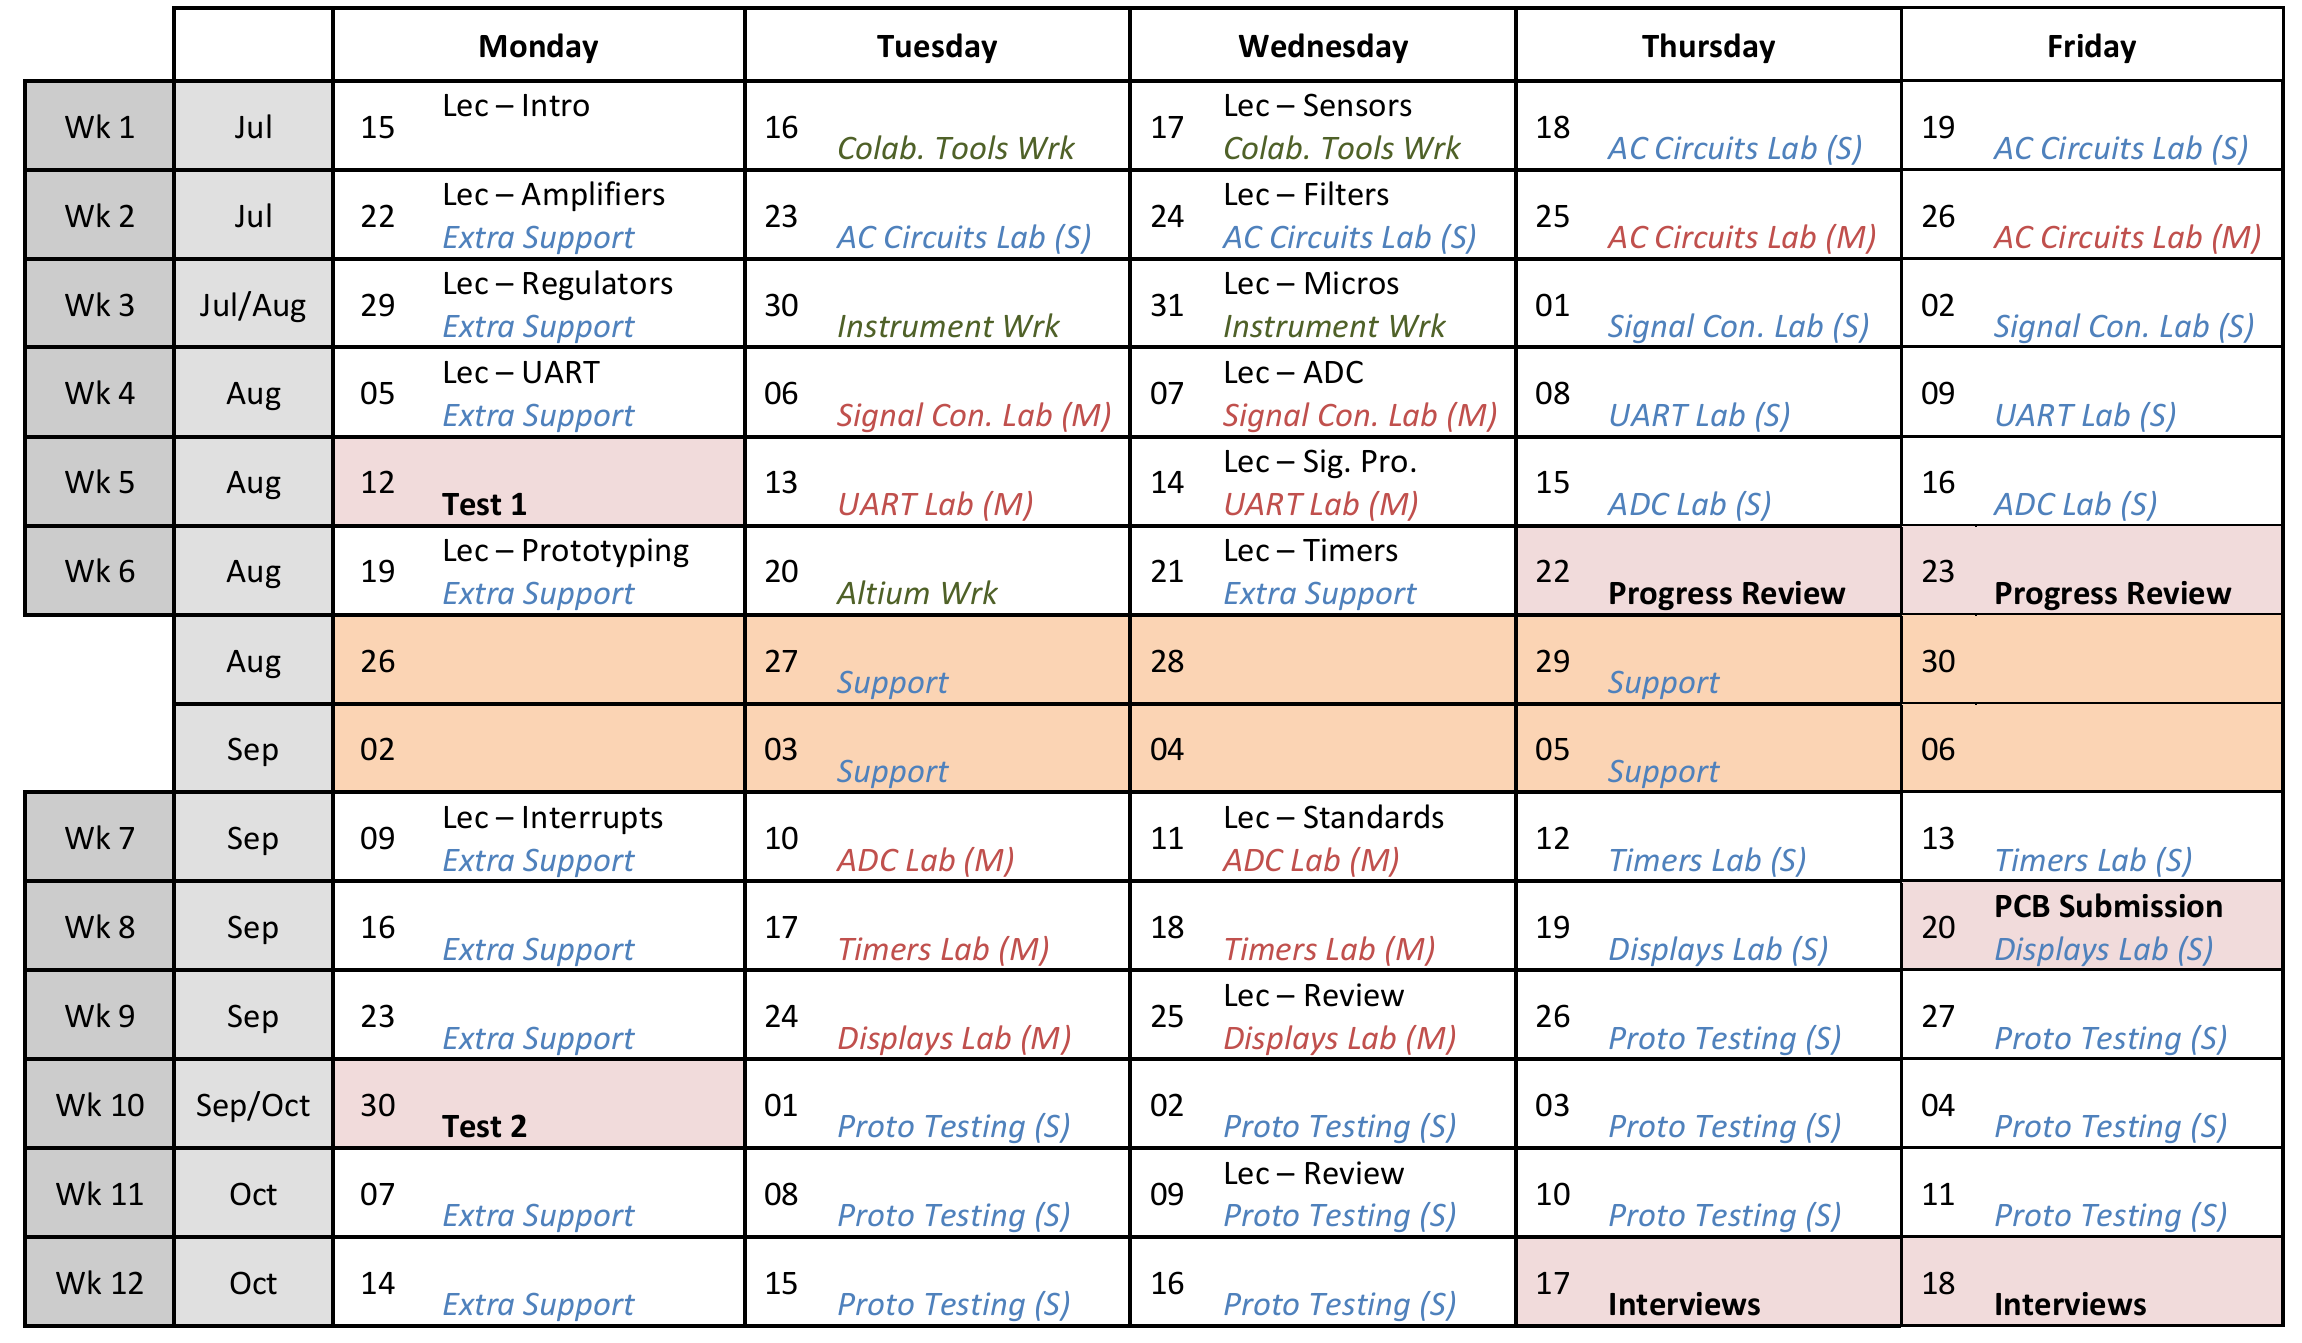 Monday Tuesday Wednesday Thursday Friday
Wk 1 Jul 15 Lec – Intro 16 Colab. Tools Wrk 17 Lec – Sensors Colab. Tools Wrk 18 AC Circuits Lab (S) 19 AC Circuits Lab (S)
Wk 2 Jul 22 Lec – Amplifiers Extra Support 23 AC Circuits Lab (S) 24 Lec – Filters AC Circuits Lab (S) 25 AC Circuits Lab (M) 26 AC Circuits Lab (M)
Wk 3 Jul/Aug 29 Lec – Regulators Extra Support 30 Instrument Wrk 31 Lec – Micros Instrument Wrk 01 Signal Con. Lab (S) 02 Signal Con. Lab (S)
Wk 4 Aug 05 Lec – UART Extra Support 06 Signal Con. Lab (M) 07 Lec – ADC Signal Con. Lab (M) 08 UART Lab (S) 09 UART Lab (S)
Wk 5 Aug 12 Test 1 13 UART Lab (M) 14 Lec – Sig. Pro. UART Lab (M) 15 ADC Lab (S) 16 ADC Lab (S)
Wk 6 Aug 19 Lec – Prototyping Extra Support 20 Altium Wrk 21 Lec – Timers Extra Support 22 Progress Review 23 Progress Review
Aug 26 27 Support 28 29 Support 30
Sep 02 03 Support 04 05 Support 06
Wk 7 Sep 09 Lec – Interrupts Extra Support 10 ADC Lab (M) 11 Lec – Standards ADC Lab (M) 12 Timers Lab (S) 13 Timers Lab (S)
Wk 8 Sep 16 Extra Support 17 Timers Lab (M) 18 Timers Lab (M) 19 Displays Lab (S) 20 PCB Submission Displays Lab (S)
Wk 9 Sep 23 Extra Support 24 Displays Lab (M) 25 Lec – Review Displays Lab (M) 26 Proto Testing (S) 27 Proto Testing (S)
Wk 10 Sep/Oct 30 Test 2 01 Proto Testing (S) 02 Proto Testing (S) 03 Proto Testing (S) 04 Proto Testing (S)
Wk 11 Oct 07 Extra Support 08 Proto Testing (S) 09 Lec – Review Proto Testing (S) 10 Proto Testing (S) 11 Proto Testing (S)
Wk 12 Oct 14 Extra Support 15 Proto Testing (S) 16 Proto Testing (S) 17 Interviews 18 Interviews